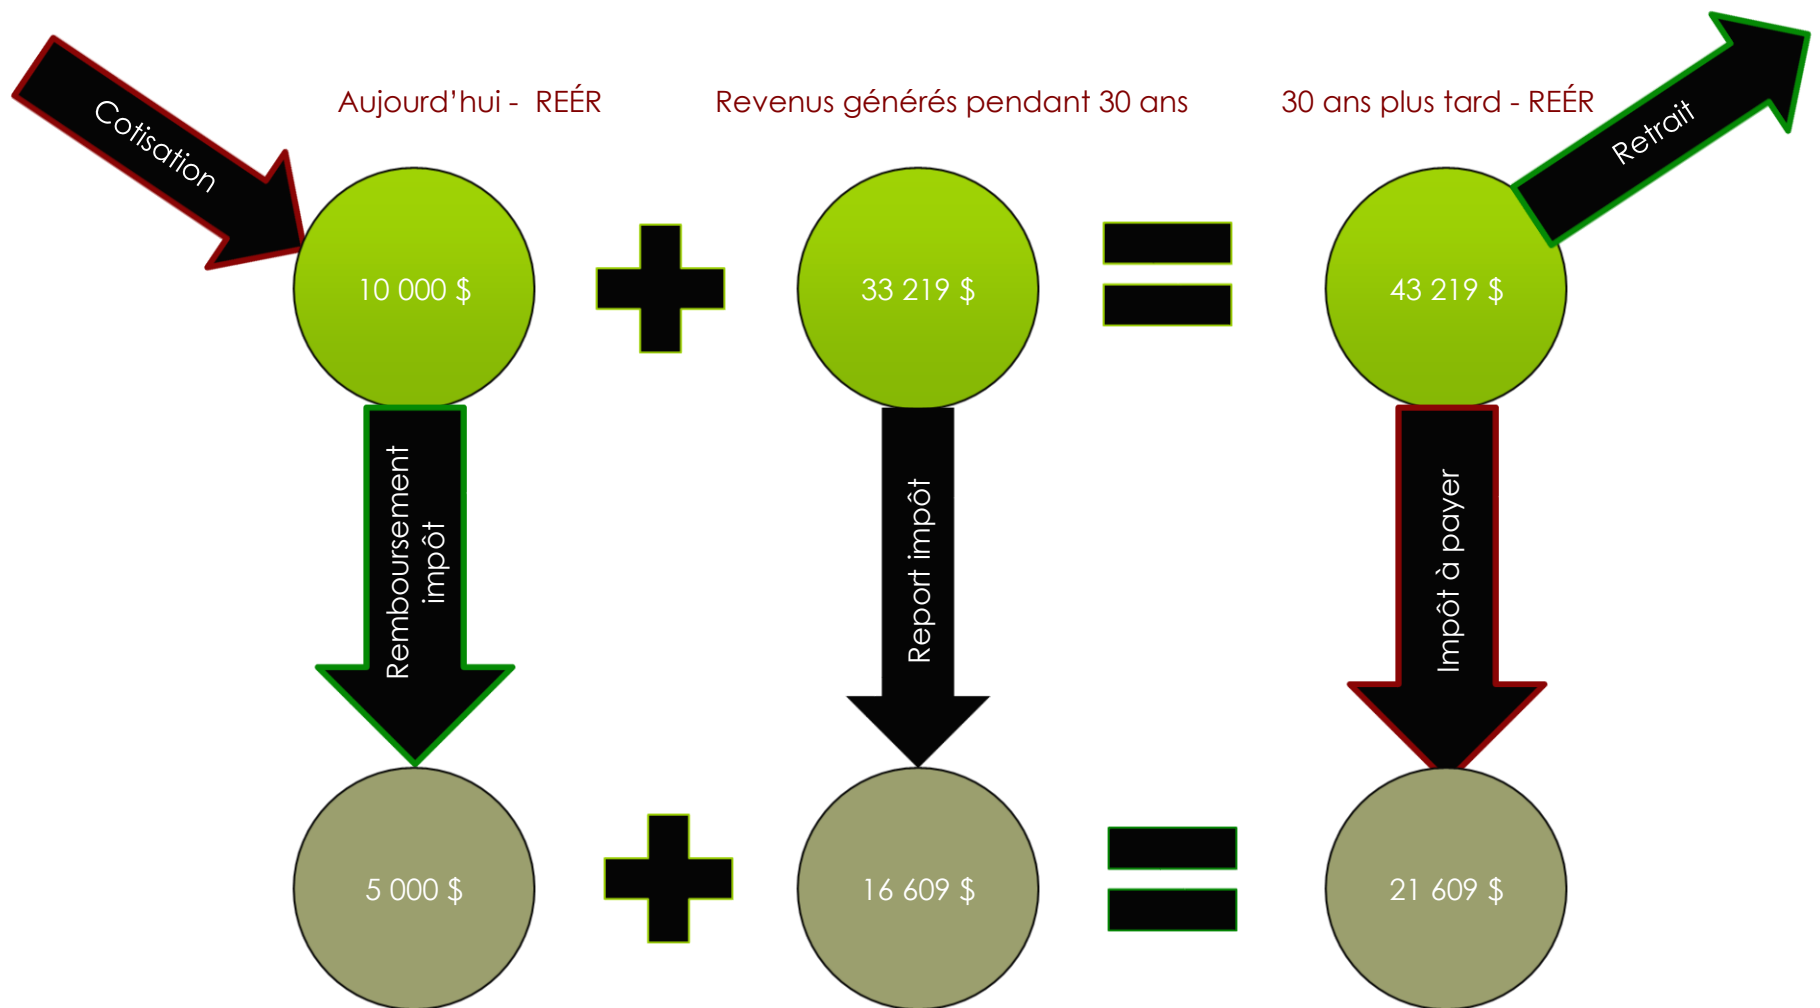 Cotisation
Aujourd’hui -  REÉR
Revenus générés pendant 30 ans
30 ans plus tard - REÉR
Retrait
10 000 $
33 219 $
43 219 $
Remboursement
impôt
Report impôt
Impôt à payer
5 000 $
16 609 $
21 609 $